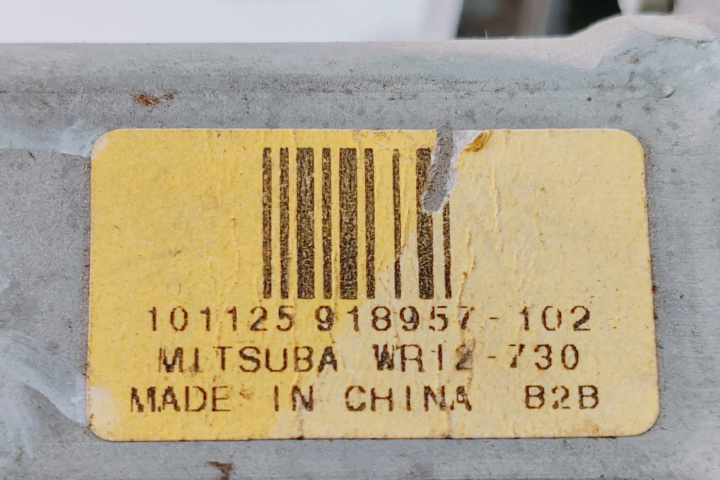 101125 918957-102
MITSUBA WR12-730
MADE IN CHINA B2B